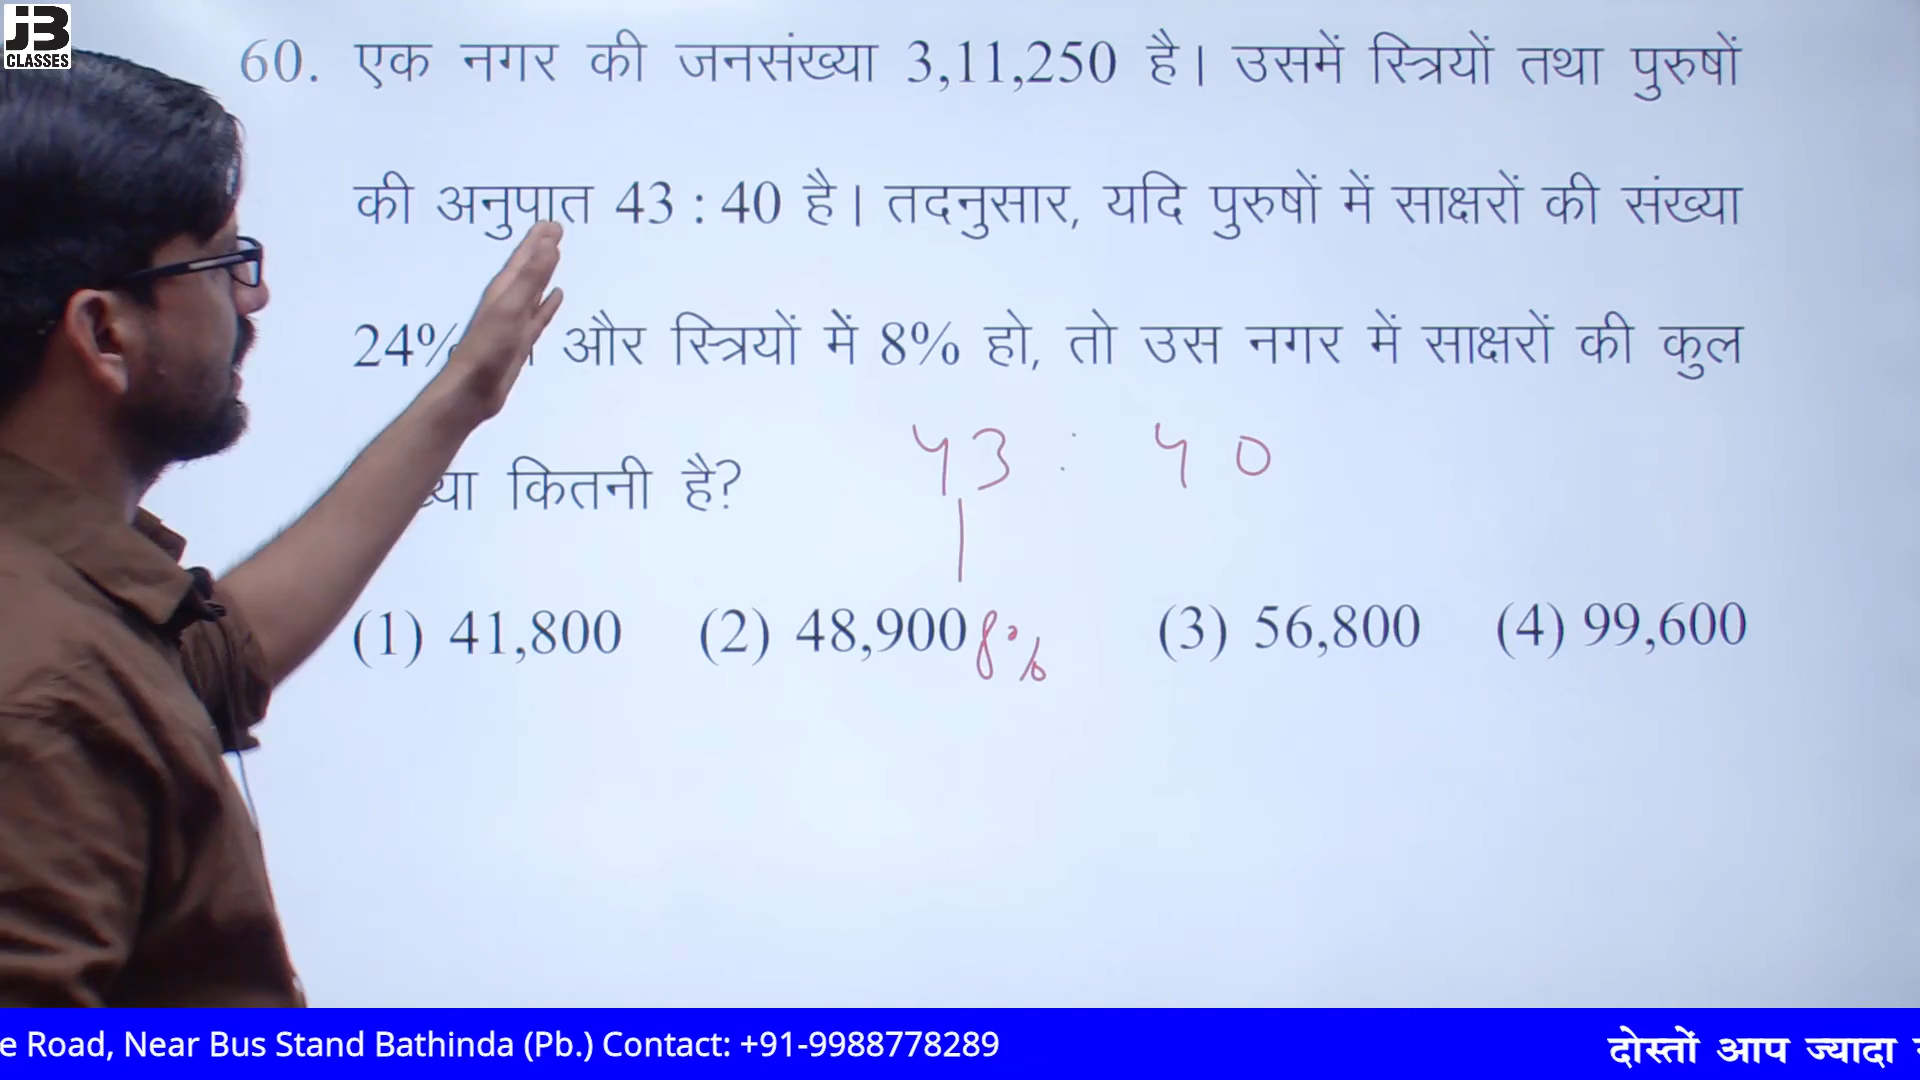 JB
CLASSES
60. एक नगर की जनसंख्या 3,11,250 है। उसमें स्त्रियों तथा पुरुषों
की अनुपात 43 : 40 है। तदनुसार, यदि पुरुषों में साक्षरों की संख्या
24% और स्त्रियों में 8% हो, तो उस नगर में साक्षरों की कुल
कितनी है?
43 : 40
(1) 41,800 (2) 48,900 (3) 56,800 (4) 99,600
8%
Road, Near Bus Stand Bathinda (Pb.) Contact: +91-9988778289
दोस्तों आप ज्यादा